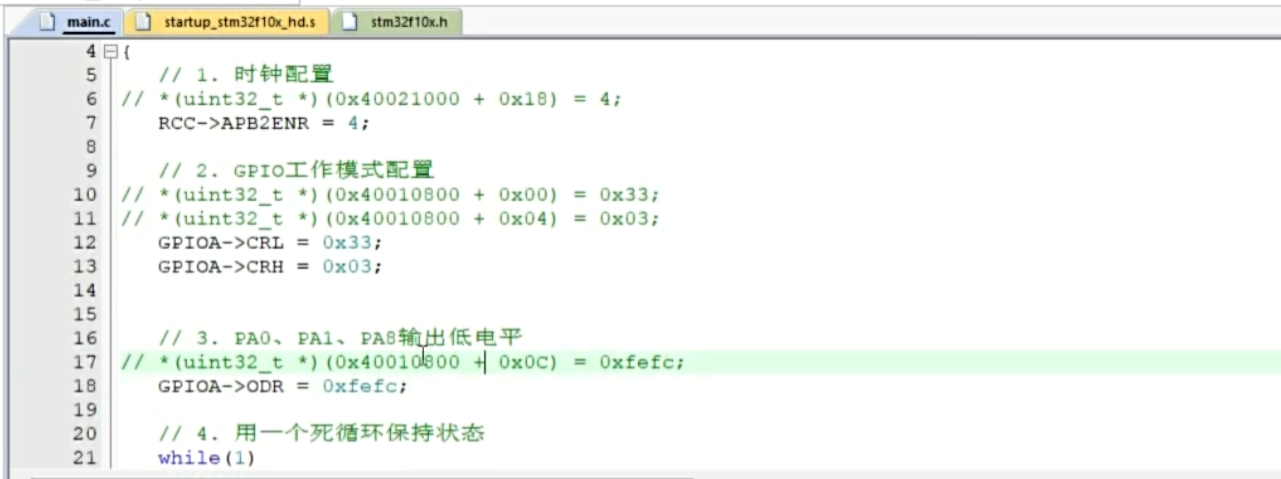 main.c startup_stm32f10x_hd.s stm32f10x.h
4 {
5 // 1. 时钟配置
6 // *(uint32_t *)(0x40021000 + 0x18) = 4;
7 RCC->APB2ENR = 4;
8
9 // 2. GPIO工作模式配置
10 // *(uint32_t *)(0x40010800 + 0x00) = 0x33;
11 // *(uint32_t *)(0x40010800 + 0x04) = 0x03;
12 GPIOA->CRL = 0x33;
13 GPIOA->CRH = 0x03;
14
15
16 // 3. PA0、PA1、PA8输出低电平
17 // *(uint32_t *)(0x40010800 + 0x0C) = 0xfefc;
18 GPIOA->ODR = 0xfefc;
19
20 // 4. 用一个死循环保持状态
21 while(1)